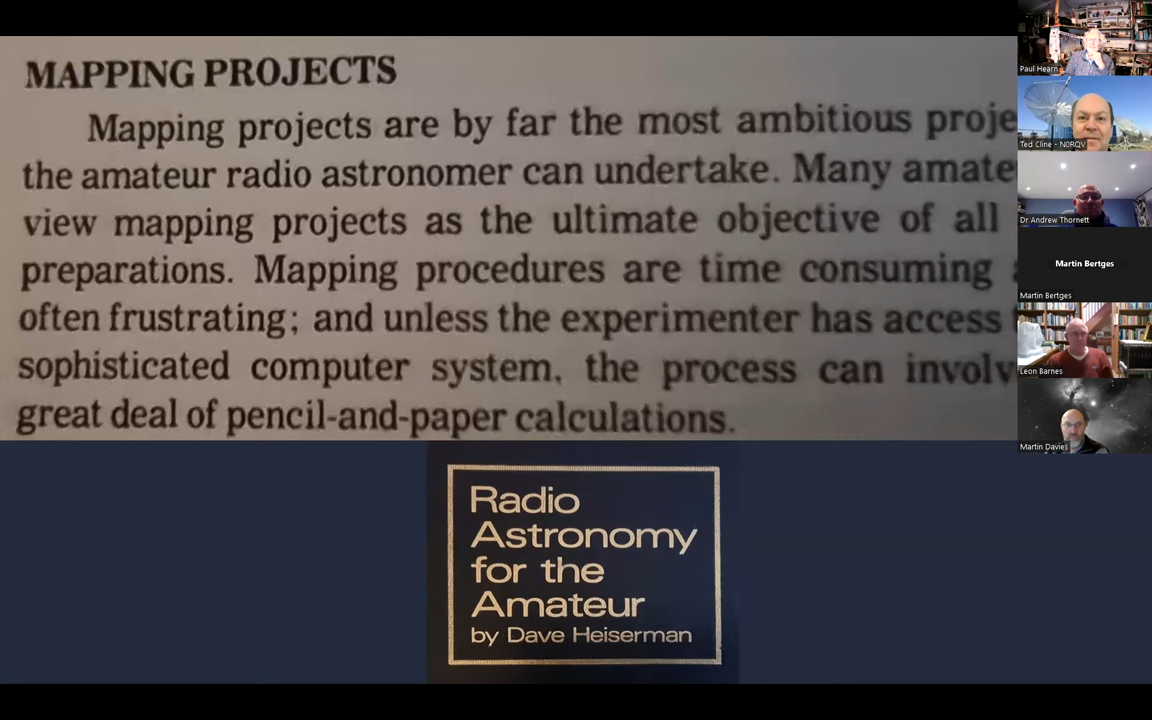 MAPPING PROJECTS
Mapping projects are by far the most ambitious proje
the amateur radio astronomer can undertake. Many amate
view mapping projects as the ultimate objective of all
preparations. Mapping procedures are time consuming
often frustrating; and unless the experimenter has access
sophisticated computer system, the process can involv
great deal of pencil-and-paper calculations.
Radio
Astronomy
for the
Amateur
by Dave Heiserman
Paul Hearn
Ted Cline - N0RQV
Dr Andrew Thornett
Martin Bertges
Martin Bertges
Leon Barnes
Martin Davies